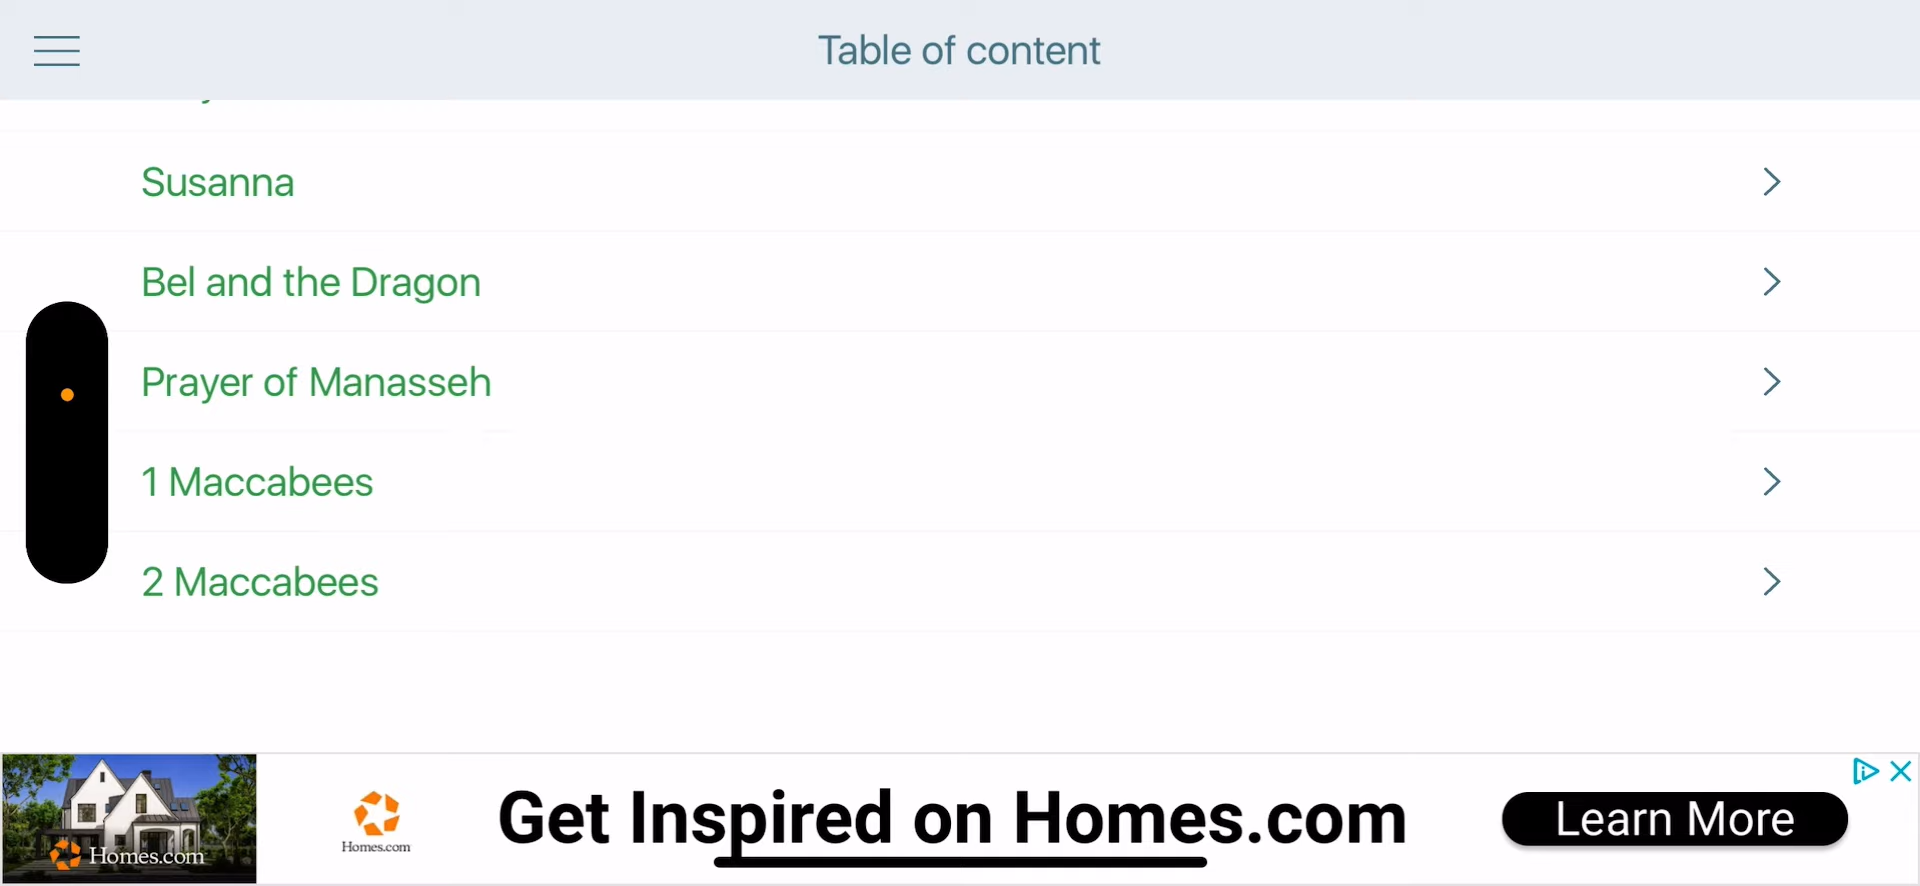 Table of content
Susanna
Bel and the Dragon
Prayer of Manasseh
1 Maccabees
2 Maccabees
Homes.com
Homes.com
Get Inspired on Homes.com
Learn More